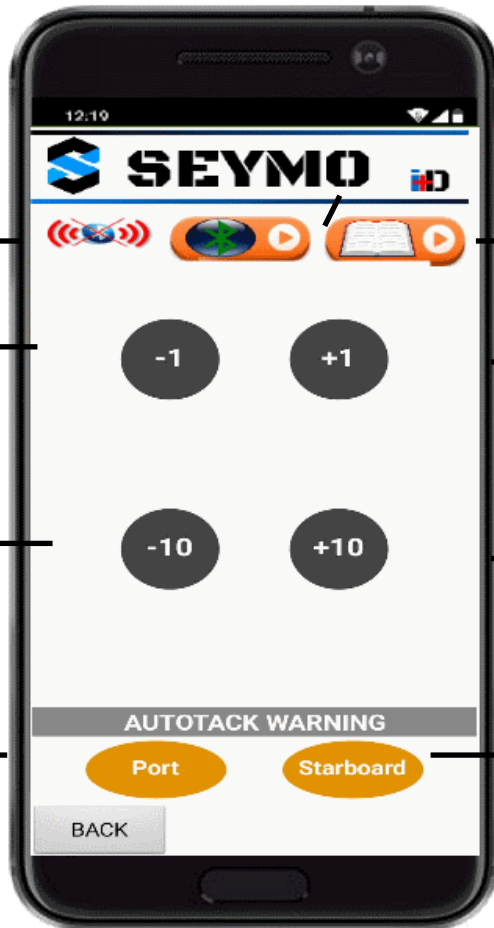 12:19
SEYMO
i+D
-1 +1
-10 +10
AUTOTACK WARNING
Port Starboard
BACK